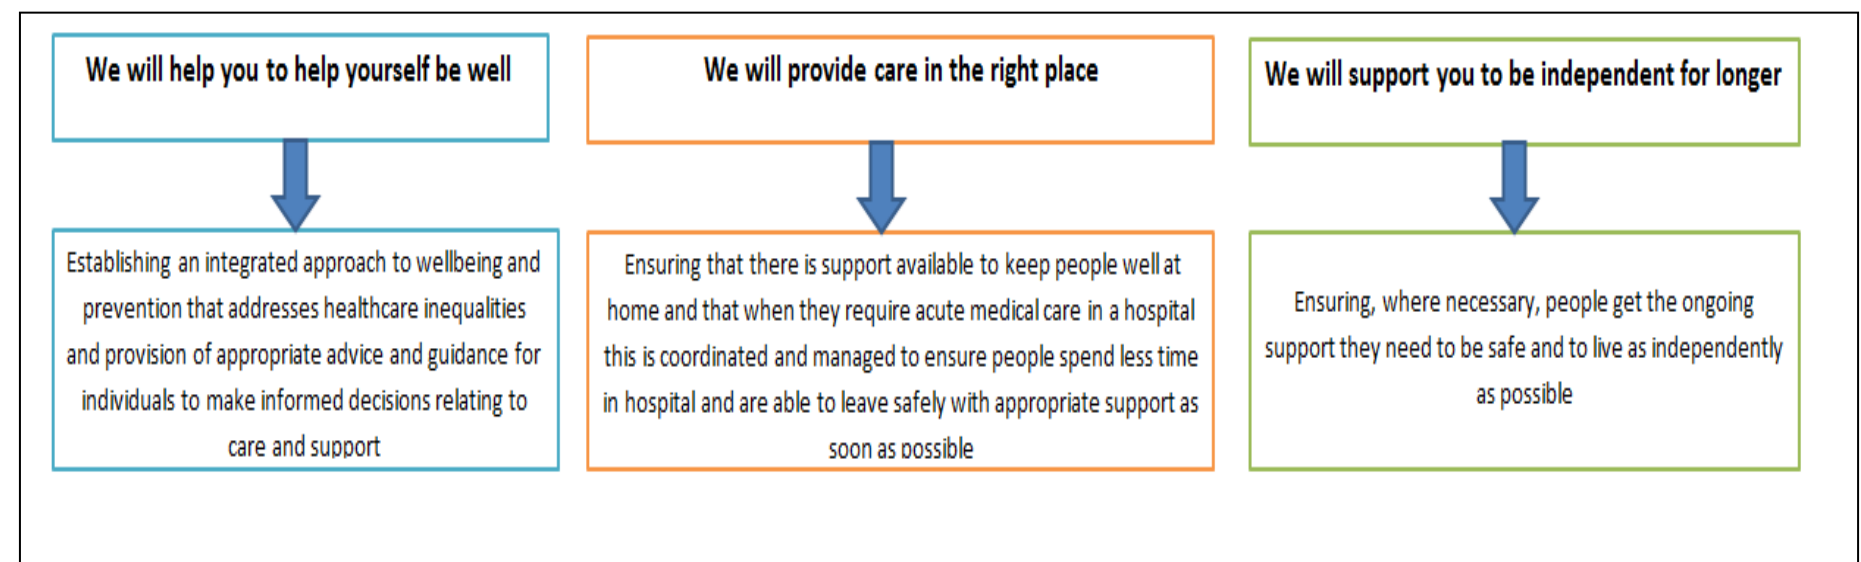 We will help you to help yourself be well
We will provide care in the right place
We will support you to be independent for longer
Establishing an integrated approach to wellbeing and
prevention that addresses healthcare inequalities
and provision of appropriate advice and guidance for
individuals to make informed decisions relating to
care and support
Ensuring that there is support available to keep people well at
home and that when they require acute medical care in a hospital
this is coordinated and managed to ensure people spend less time
in hospital and are able to leave safely with appropriate support as
soon as possible
Ensuring, where necessary, people get the ongoing
support they need to be safe and to live as independently
as possible